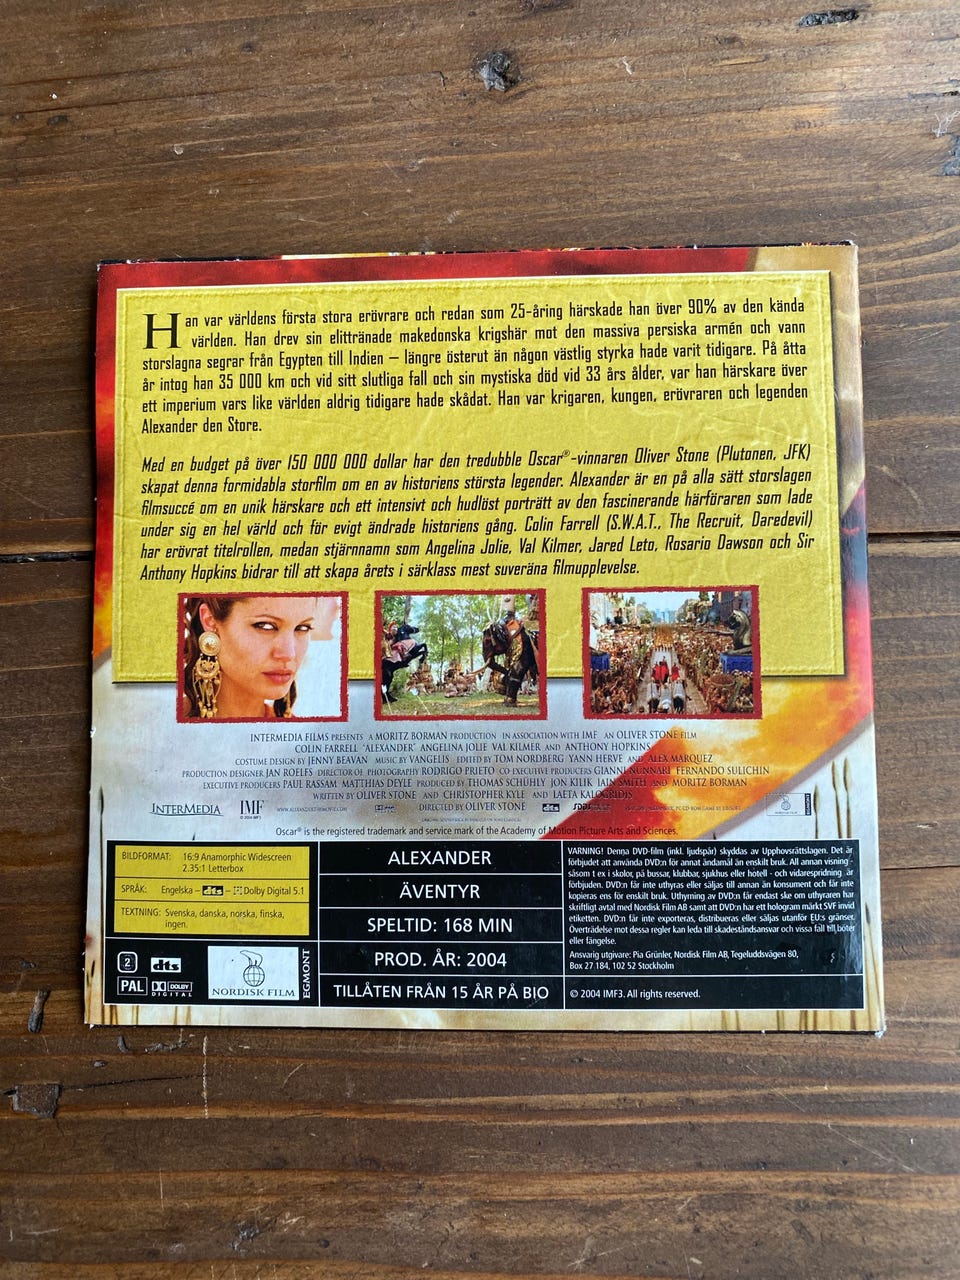 Han var världens första stora erövrare och redan som 25-åring härskade han över 90% av den kända
världen. Han drev sin elittränade makedonska krigshär mot den massiva persiska armén och vann
storslagna segrar från Egypten till Indien – längre österut än någon västlig styrka hade varit tidigare. På åtta
år intog han 35 000 km och vid sitt slutliga fall och sin mystiska död vid 33 års ålder, var han härskare över
ett imperium vars like världen aldrig tidigare hade skådat. Han var krigaren, kungen, erövraren och legenden
Alexander den Store.
Med en budget på över 150 000 000 dollar har den tredubble Oscar®-vinnaren Oliver Stone (Plutonen, JFK)
skapat denna formidabla storfilm om en av historiens största legender. Alexander är en på alla sätt storslagen
filmsuccé om en unik härskare och ett intensivt och hudlöst porträtt av den fascinerande härföraren som lade
under sig en hel värld och för evigt ändrade historiens gång. Colin Farrell (S.W.A.T., The Recruit, Daredevil)
har erövrat titelrollen, medan stjärnnamn som Angelina Jolie, Val Kilmer, Jared Leto, Rosario Dawson och Sir
Anthony Hopkins bidrar till att skapa årets i särklass mest suveräna filmupplevelse.
INTERMEDIA FILMS PRESENTS A MORITZ BORMAN PRODUCTION IN ASSOCIATION WITH IMF AN OLIVER STONE FILM
COLIN FARRELL "ALEXANDER" ANGELINA JOLIE VAL KILMER AND ANTHONY HOPKINS
COSTUME DESIGN BY JENNY BEAVAN MUSIC BY VANGELIS EDITED BY TOM NORDBERG YANN HERVE AND ALEX MARQUEZ
PRODUCTION DESIGNER JAN ROELFS DIRECTOR OF PHOTOGRAPHY RODRIGO PRIETO CO EXECUTIVE PRODUCERS GIANNI NUNNARI FERNANDO SULICHIN
EXECUTIVE PRODUCERS PAUL RASSAM MATTHIAS DEYLE PRODUCED BY THOMAS SCHÜHLY JON KILIK IAIN SMITH AND MORITZ BORMAN
WRITTEN BY OLIVER STONE AND CHRISTOPHER KYLE AND LAETA KALOGRIDIS
INTERMEDIA IMF WWW.ALEXANDERTHEMOVIE.COM DIRECTED BY OLIVER STONE dts SDDS
© 2004 IMF3
Oscar® is the registered trademark and service mark of the Academy of Motion Picture Arts and Sciences.
BILDFORMAT: 16:9 Anamorphic Widescreen
2.35:1 Letterbox
SPRÅK: Engelska – dts – Dolby Digital 5.1
TEXTNING: Svenska, danska, norska, finska,
ingen.
2 dts
PAL DOLBY
DIGITAL
NORDISK FILM
EGMONT
ALEXANDER
ÄVENTYR
SPELTID: 168 MIN
PROD. ÅR: 2004
TILLÅTEN FRÅN 15 ÅR PÅ BIO
VARNING! Denna DVD-film (inkl. ljudspår) skyddas av Upphovsrättslagen. Det är
förbjudet att använda DVD:n för annat ändamål än enskilt bruk. All annan visning -
såsom t ex i skolor, på bussar, klubbar, sjukhus eller hotell - och vidarespridning är
förbjuden. DVD:n får inte uthyras eller säljas till annan än konsument och får inte
kopieras ens för enskilt bruk. Uthyrning av DVD:n får endast ske om uthyraren har
skriftligt avtal med Nordisk Film AB samt att DVD:n har ett hologram märkt SVF invid
etiketten. DVD:n får inte exporteras, distribueras eller säljas utanför EU:s gränser.
Överträdelse mot dessa regler kan leda till skadeståndsansvar och vissa fall till böter
eller fängelse.
Ansvarig utgivare: Pia Grünler, Nordisk Film AB, Tegeluddsvägen 80,
Box 27 184, 102 52 Stockholm
© 2004 IMF3. All rights reserved.